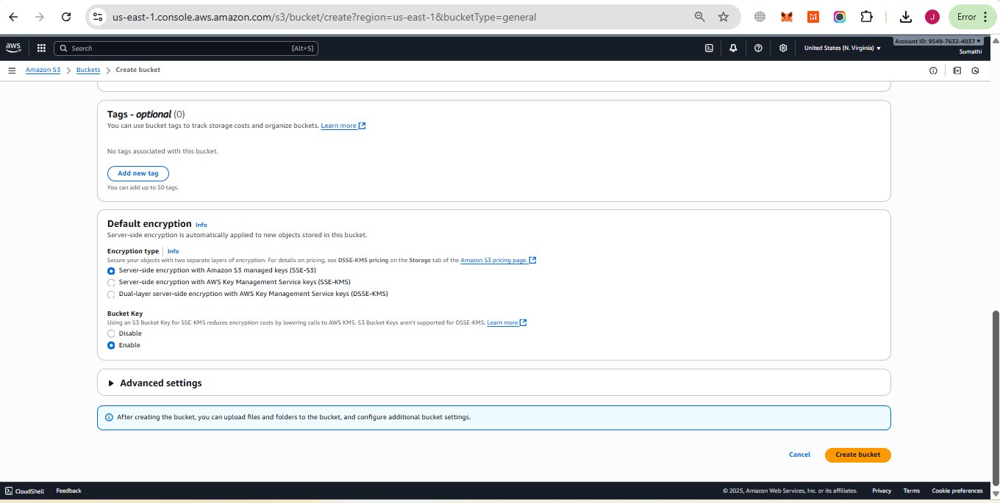 us-east-1.console.aws.amazon.com/s3/bucket/create?region=us-east-1&bucketType=general
J
Error
aws
Search [Alt+S]
United States (N. Virginia) ▼
Account ID: 9549-7632-4037 ▼
Sumathi
Amazon S3 > Buckets > Create bucket
Tags - optional (0)
You can use bucket tags to track storage costs and organize buckets. Learn more
No tags associated with this bucket.
Add new tag
You can add up to 50 tags.
Default encryption Info
Server-side encryption is automatically applied to new objects stored in this bucket.
Encryption type | Info
Secure your objects with two separate layers of encryption. For details on pricing, see DSSE-KMS pricing on the Storage tab of the Amazon S3 pricing page.
Server-side encryption with Amazon S3 managed keys (SSE-S3)
Server-side encryption with AWS Key Management Service keys (SSE-KMS)
Dual-layer server-side encryption with AWS Key Management Service keys (DSSE-KMS)
Bucket Key
Using an S3 Bucket Key for SSE-KMS reduces encryption costs by lowering calls to AWS KMS. S3 Bucket Keys aren't supported for DSSE-KMS. Learn more
Disable
Enable
Advanced settings
After creating the bucket, you can upload files and folders to the bucket, and configure additional bucket settings.
Cancel
Create bucket
CloudShell Feedback
© 2025, Amazon Web Services, Inc. or its affiliates. Privacy Terms Cookie preferences